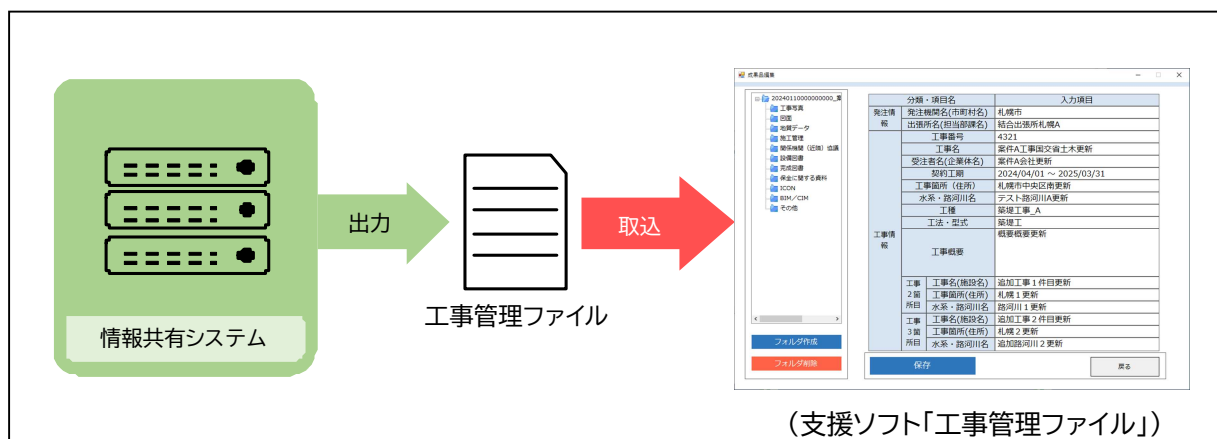 情報共有システム
出力
工事管理ファイル
取込
成果品編集
20240110000000000_案
工事写真
図面
地質データ
施工管理
関係機関(近隣)協議
設備図書
完成図書
保全に関する資料
ICON
BIM/CIM
その他
フォルダ作成
フォルダ削除
分類・項目名 入力項目
発注情報 発注機関名(市町村名) 札幌市
出張所名(担当部課名) 結合出張所札幌A
工事情報 工事番号 4321
工事名 案件A工事国交省土木更新
受注者名(企業体名) 案件A会社更新
契約工期 2024/04/01 ～ 2025/03/31
工事箇所(住所) 札幌市中央区南更新
水系・路河川名 テスト路河川A更新
工種 築堤工事_A
工法・型式 築堤工
工事概要 概要概要更新
工事2箇所目 工事名(施設名) 追加工事1件目更新
工事箇所(住所) 札幌1更新
水系・路河川名 路河川1更新
工事3箇所目 工事名(施設名) 追加工事2件目更新
工事箇所(住所) 札幌2更新
水系・路河川名 追加路河川2更新
保存
戻る
(支援ソフト「工事管理ファイル」)